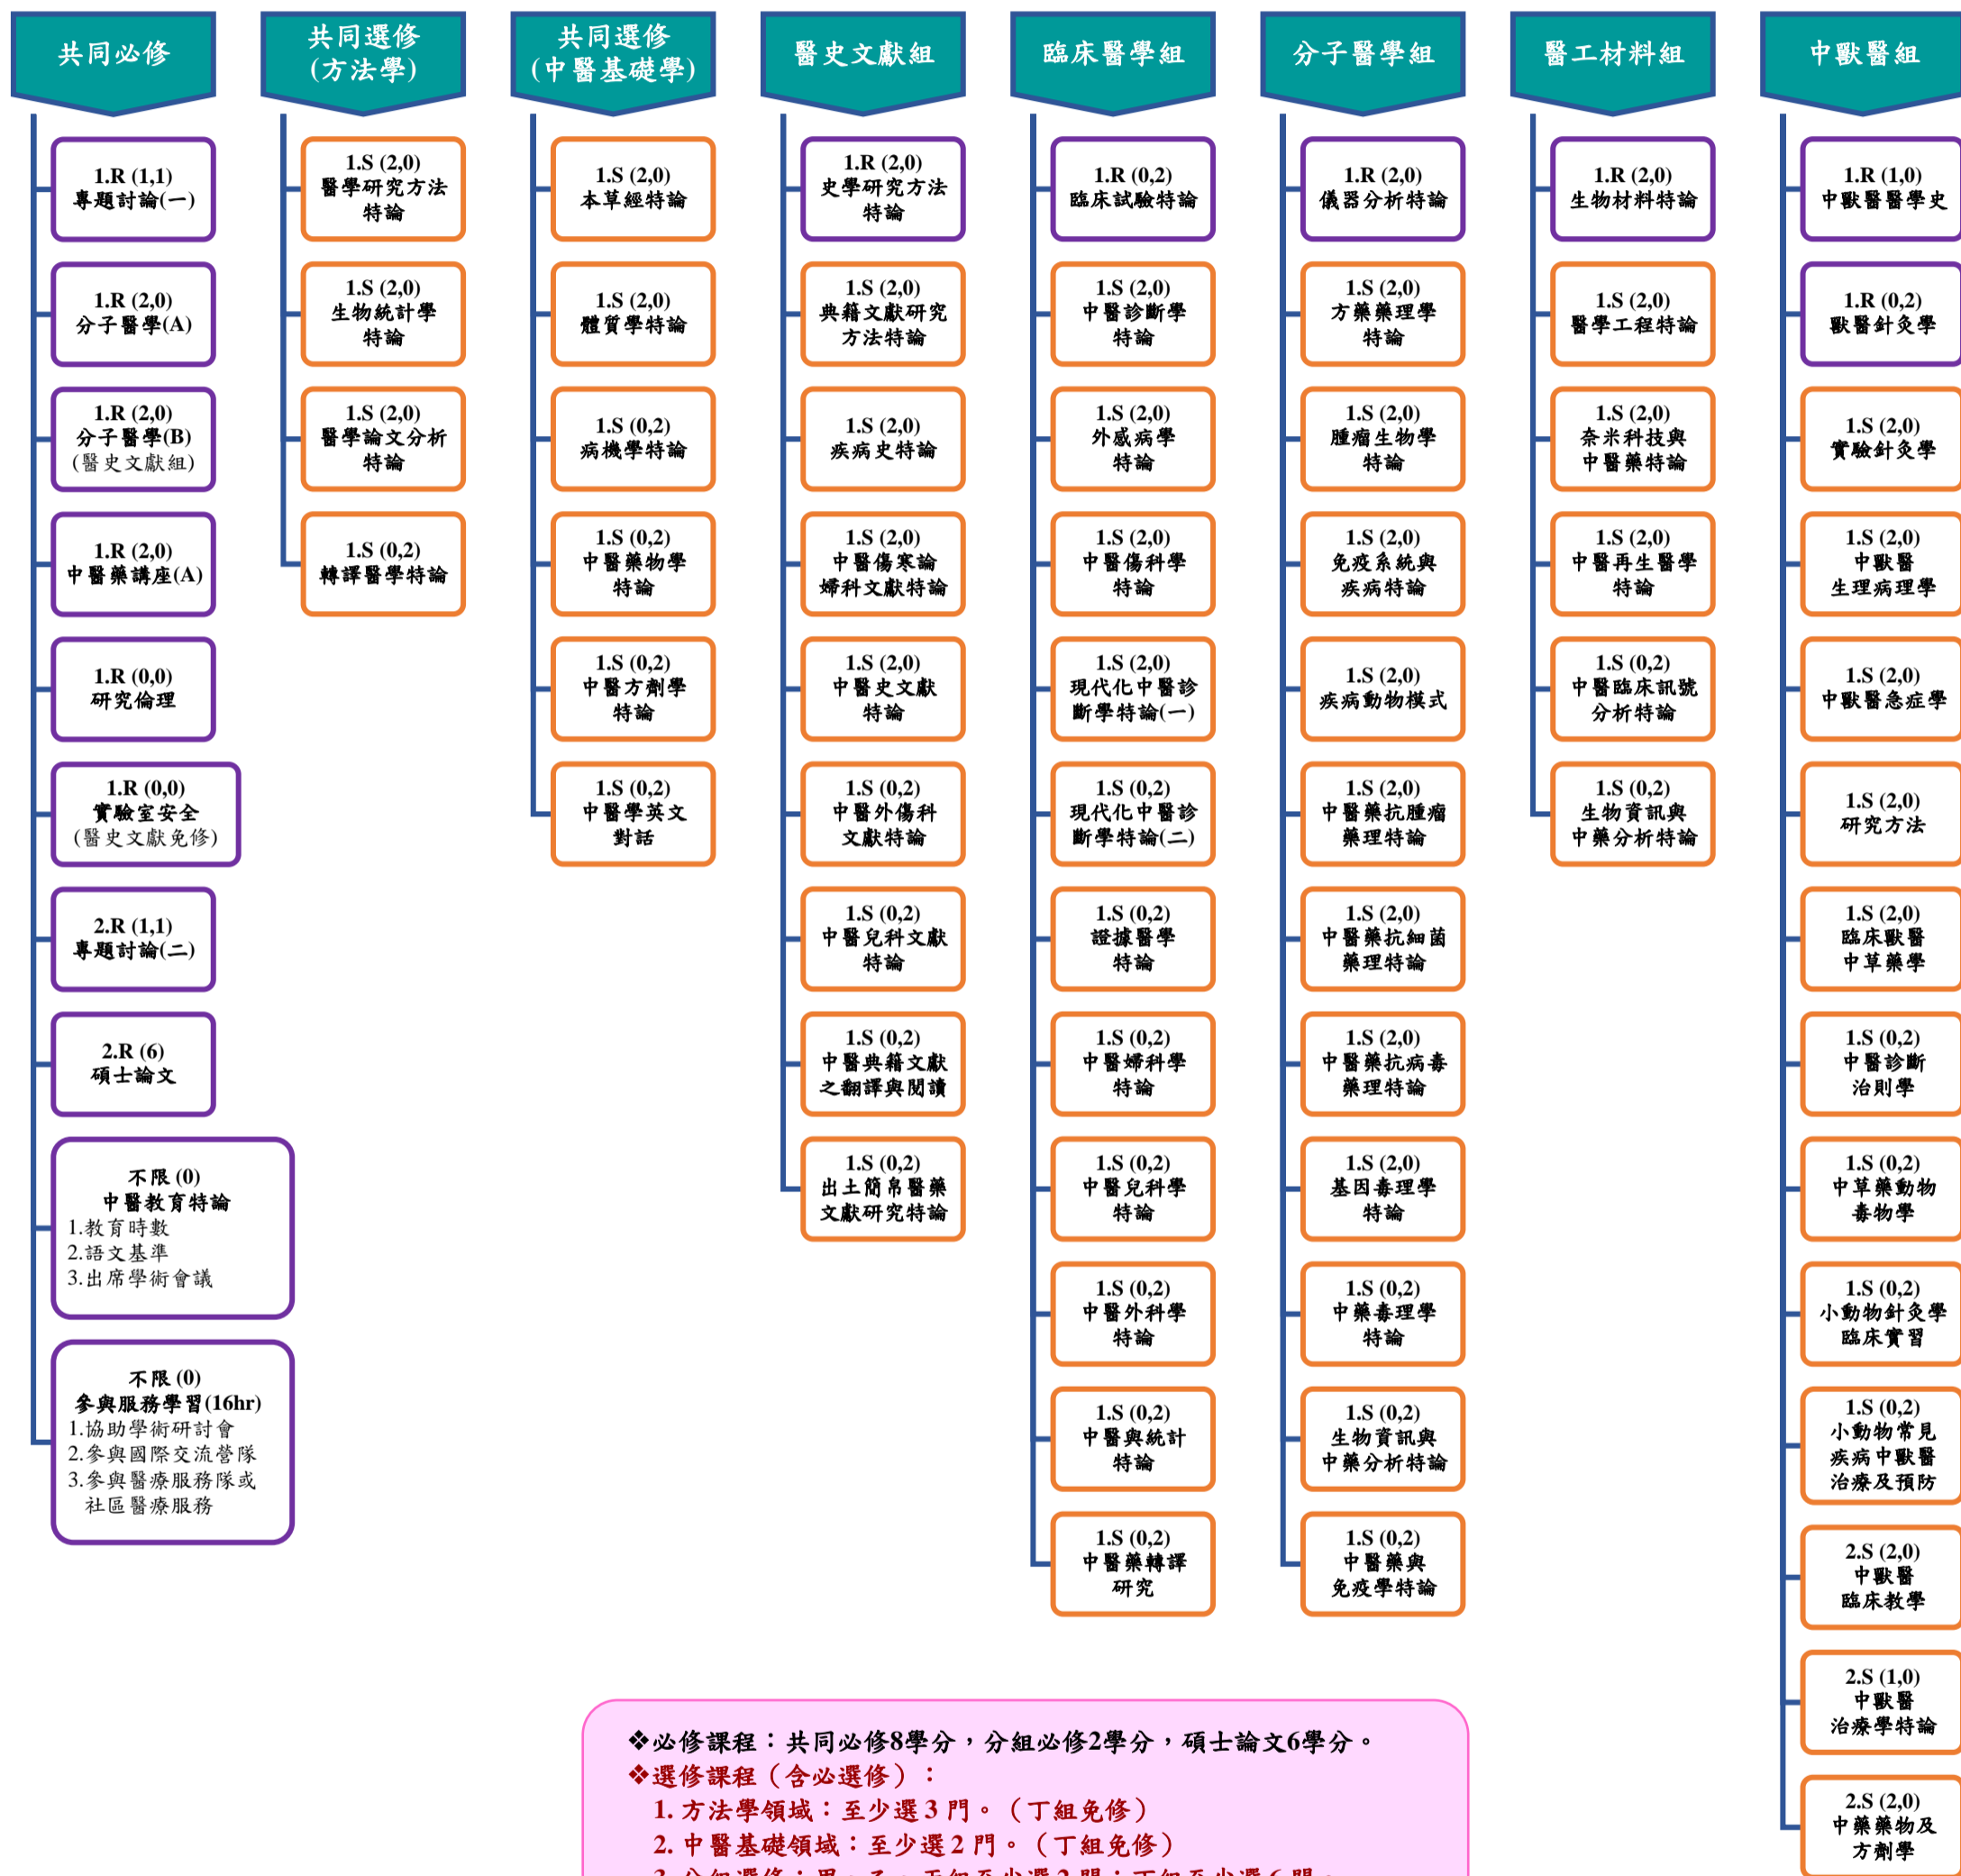 共同必修
1.R (1,1)
專題討論(一)
1.R (2,0)
分子醫學(A)
1.R (2,0)
分子醫學(B)
(醫史文獻組)
1.R (2,0)
中醫藥講座(A)
1.R (0,0)
研究倫理
1.R (0,0)
實驗室安全
(醫史文獻免修)
2.R (1,1)
專題討論(二)
2.R (6)
碩士論文
不限 (0)
中醫教育特論
1.教育時數
2.語文基準
3.出席學術會議
不限 (0)
參與服務學習(16hr)
1.協助學術研討會
2.參與國際交流營隊
3.參與醫療服務隊或
社區醫療服務
共同選修
(方法學)
1.S (2,0)
醫學研究方法
特論
1.S (2,0)
生物統計學
特論
1.S (2,0)
醫學論文分析
特論
1.S (0,2)
轉譯醫學特論
共同選修
(中醫基礎學)
1.S (2,0)
本草經特論
1.S (2,0)
體質學特論
1.S (0,2)
病機學特論
1.S (0,2)
中醫藥物學
特論
1.S (0,2)
中醫方劑學
特論
1.S (0,2)
中醫學英文
對話
醫史文獻組
1.R (2,0)
史學研究方法
特論
1.S (2,0)
典籍文獻研究
方法特論
1.S (2,0)
疾病史特論
1.S (2,0)
中醫傷寒論
婦科文獻特論
1.S (2,0)
中醫史文獻
特論
1.S (0,2)
中醫外傷科
文獻特論
1.S (0,2)
中醫兒科文獻
特論
1.S (0,2)
中醫典籍文獻
之翻譯與閱讀
1.S (0,2)
出土簡帛醫藥
文獻研究特論
臨床醫學組
1.R (0,2)
臨床試驗特論
1.S (2,0)
中醫診斷學
特論
1.S (2,0)
外感病學
特論
1.S (2,0)
中醫傷科學
特論
1.S (2,0)
現代化中醫診
斷學特論(一)
1.S (0,2)
現代化中醫診
斷學特論(二)
1.S (0,2)
證據醫學
特論
1.S (0,2)
中醫婦科學
特論
1.S (0,2)
中醫兒科學
特論
1.S (0,2)
中醫外科學
特論
1.S (0,2)
中醫與統計
特論
1.S (0,2)
中醫藥轉譯
研究
分子醫學組
1.R (2,0)
儀器分析特論
1.S (2,0)
方藥藥理學
特論
1.S (2,0)
腫瘤生物學
特論
1.S (2,0)
免疫系統與
疾病特論
1.S (2,0)
疾病動物模式
1.S (2,0)
中醫藥抗腫瘤
藥理特論
1.S (2,0)
中醫藥抗細菌
藥理特論
1.S (2,0)
中醫藥抗病毒
藥理特論
1.S (2,0)
基因毒理學
特論
1.S (0,2)
中藥毒理學
特論
1.S (0,2)
生物資訊與
中藥分析特論
1.S (0,2)
中醫藥與
免疫學特論
醫工材料組
1.R (2,0)
生物材料特論
1.S (2,0)
醫學工程特論
1.S (2,0)
奈米科技與
中醫藥特論
1.S (2,0)
中醫再生醫學
特論
1.S (0,2)
中醫臨床訊號
分析特論
1.S (0,2)
生物資訊與
中藥分析特論
中獸醫組
1.R (1,0)
中獸醫醫學史
1.R (0,2)
獸醫針灸學
1.S (2,0)
實驗針灸學
1.S (2,0)
中獸醫
生理病理學
1.S (2,0)
中獸醫急症學
1.S (2,0)
研究方法
1.S (2,0)
臨床獸醫
中草藥學
1.S (0,2)
中醫診斷
治則學
1.S (0,2)
中草藥動物
毒物學
1.S (0,2)
小動物針灸學
臨床實習
1.S (0,2)
小動物常見
疾病中獸醫
治療及預防
2.S (2,0)
中獸醫
臨床教學
2.S (1,0)
中獸醫
治療學特論
2.S (2,0)
中藥藥物及
方劑學
❖必修課程：共同必修8學分，分組必修2學分，碩士論文6學分。
❖選修課程（含必選修）：
1. 方法學領域：至少選 3 門。（丁組免修）
2. 中醫基礎領域：至少選 2 門。（丁組免修）